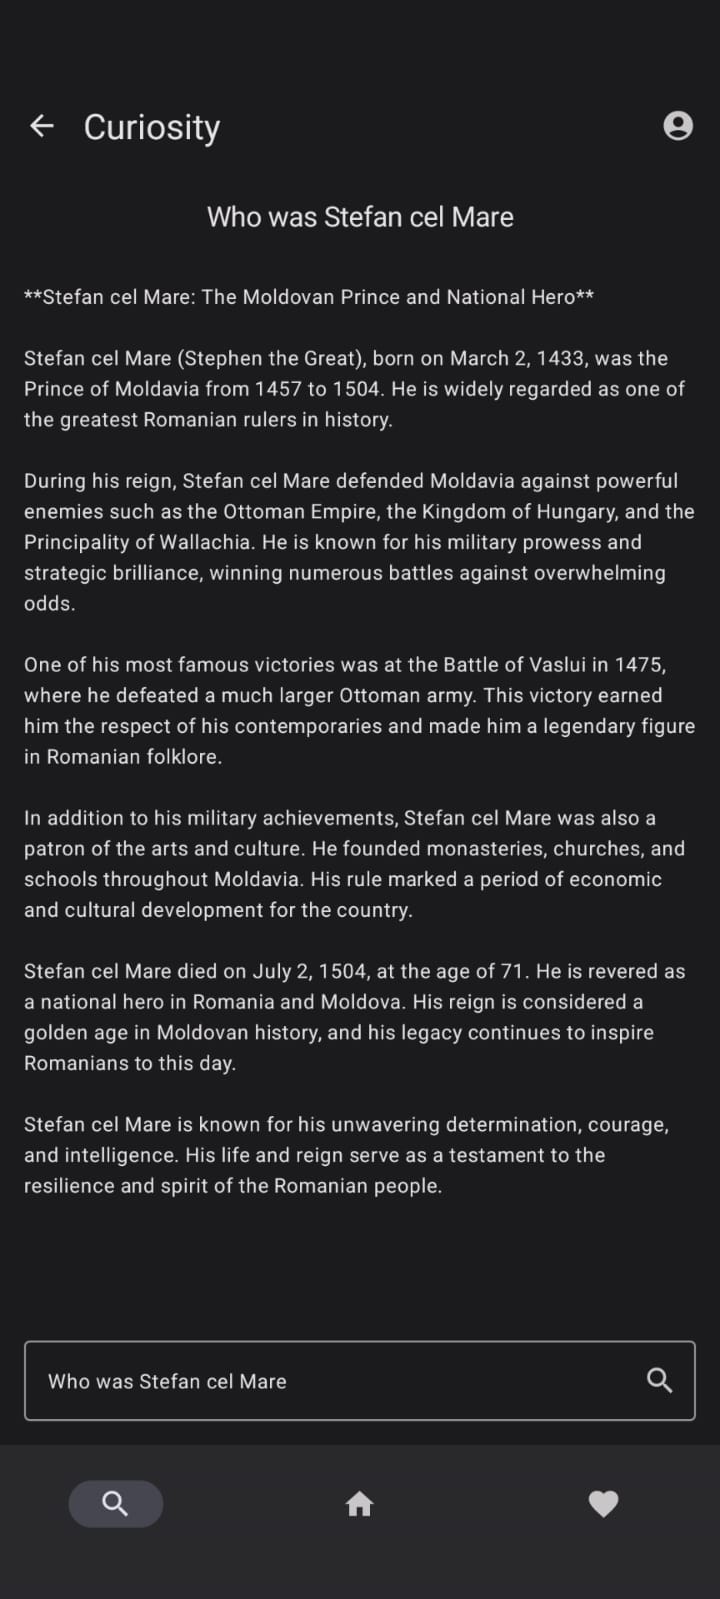 Curiosity
Who was Stefan cel Mare
**Stefan cel Mare: The Moldovan Prince and National Hero**
Stefan cel Mare (Stephen the Great), born on March 2, 1433, was the
Prince of Moldavia from 1457 to 1504. He is widely regarded as one of
the greatest Romanian rulers in history.
During his reign, Stefan cel Mare defended Moldavia against powerful
enemies such as the Ottoman Empire, the Kingdom of Hungary, and the
Principality of Wallachia. He is known for his military prowess and
strategic brilliance, winning numerous battles against overwhelming
odds.
One of his most famous victories was at the Battle of Vaslui in 1475,
where he defeated a much larger Ottoman army. This victory earned
him the respect of his contemporaries and made him a legendary figure
in Romanian folklore.
In addition to his military achievements, Stefan cel Mare was also a
patron of the arts and culture. He founded monasteries, churches, and
schools throughout Moldavia. His rule marked a period of economic
and cultural development for the country.
Stefan cel Mare died on July 2, 1504, at the age of 71. He is revered as
a national hero in Romania and Moldova. His reign is considered a
golden age in Moldovan history, and his legacy continues to inspire
Romanians to this day.
Stefan cel Mare is known for his unwavering determination, courage,
and intelligence. His life and reign serve as a testament to the
resilience and spirit of the Romanian people.
Who was Stefan cel Mare